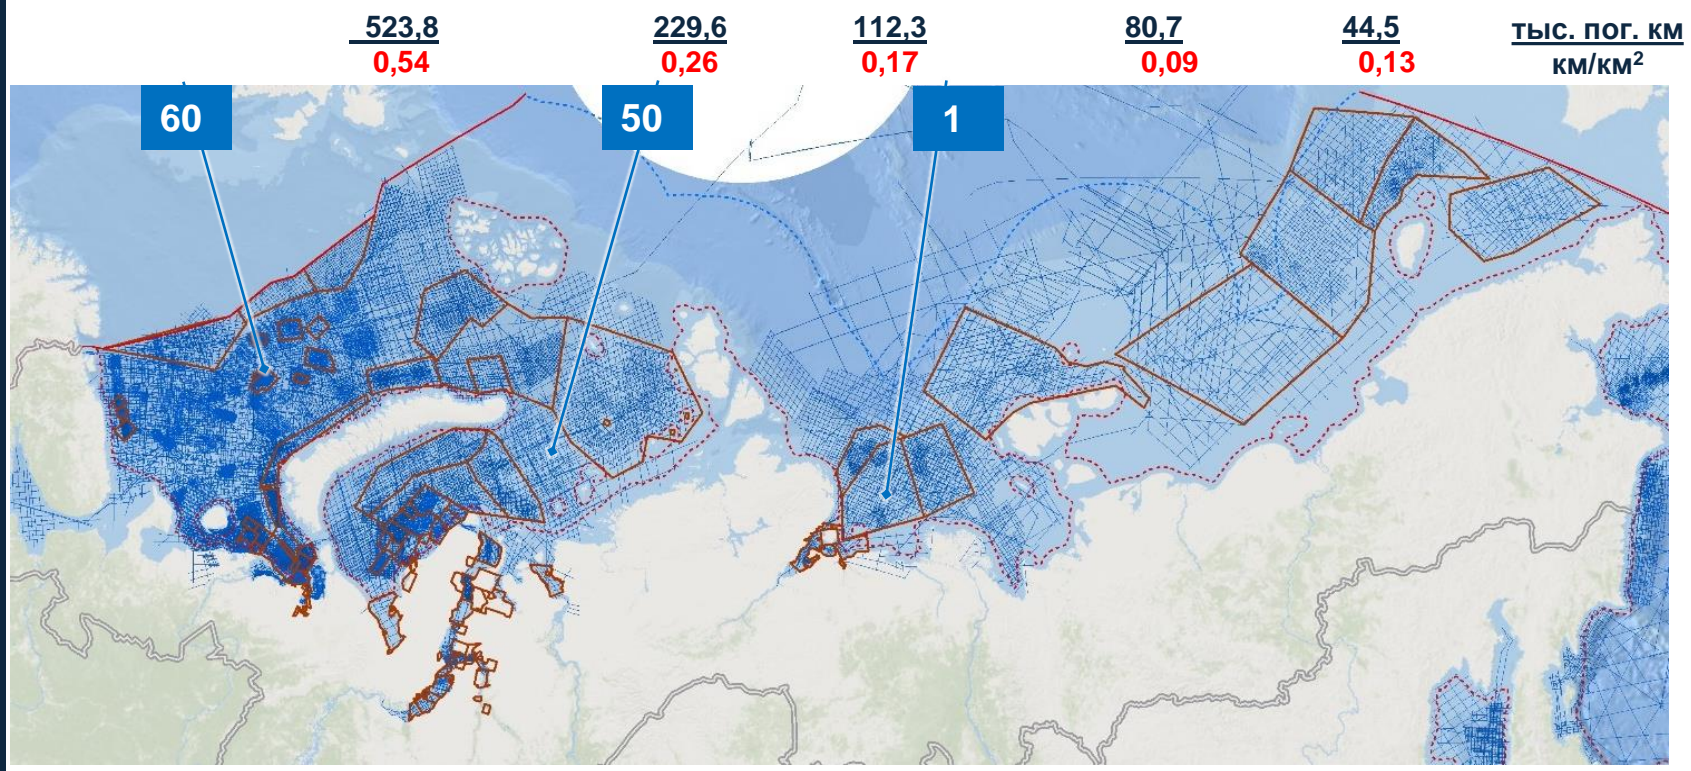 523,8 229,6 112,3 80,7 44,5 тыс. пог. км
0,54 0,26 0,17 0,09 0,13 км/км²
60 50 1